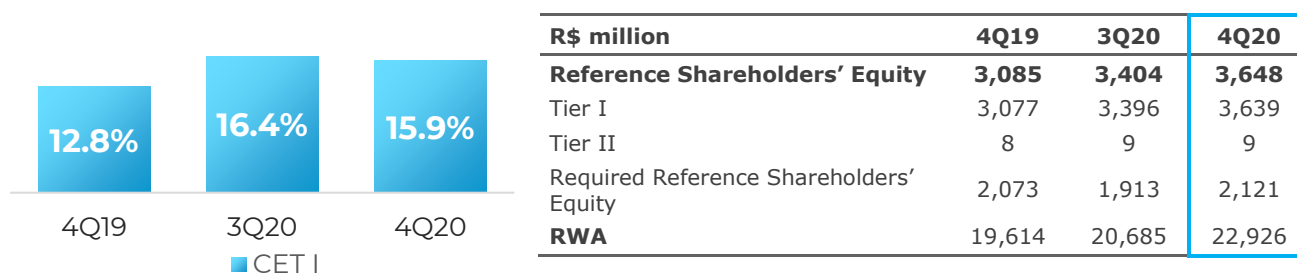 12.8%
16.4%
15.9%
4Q19 3Q20 4Q20
CET I
R$ million 4Q19 3Q20 4Q20
Reference Shareholders’ Equity 3,085 3,404 3,648
Tier I 3,077 3,396 3,639
Tier II 8 9 9
Required Reference Shareholders’
Equity 2,073 1,913 2,121
RWA 19,614 20,685 22,926